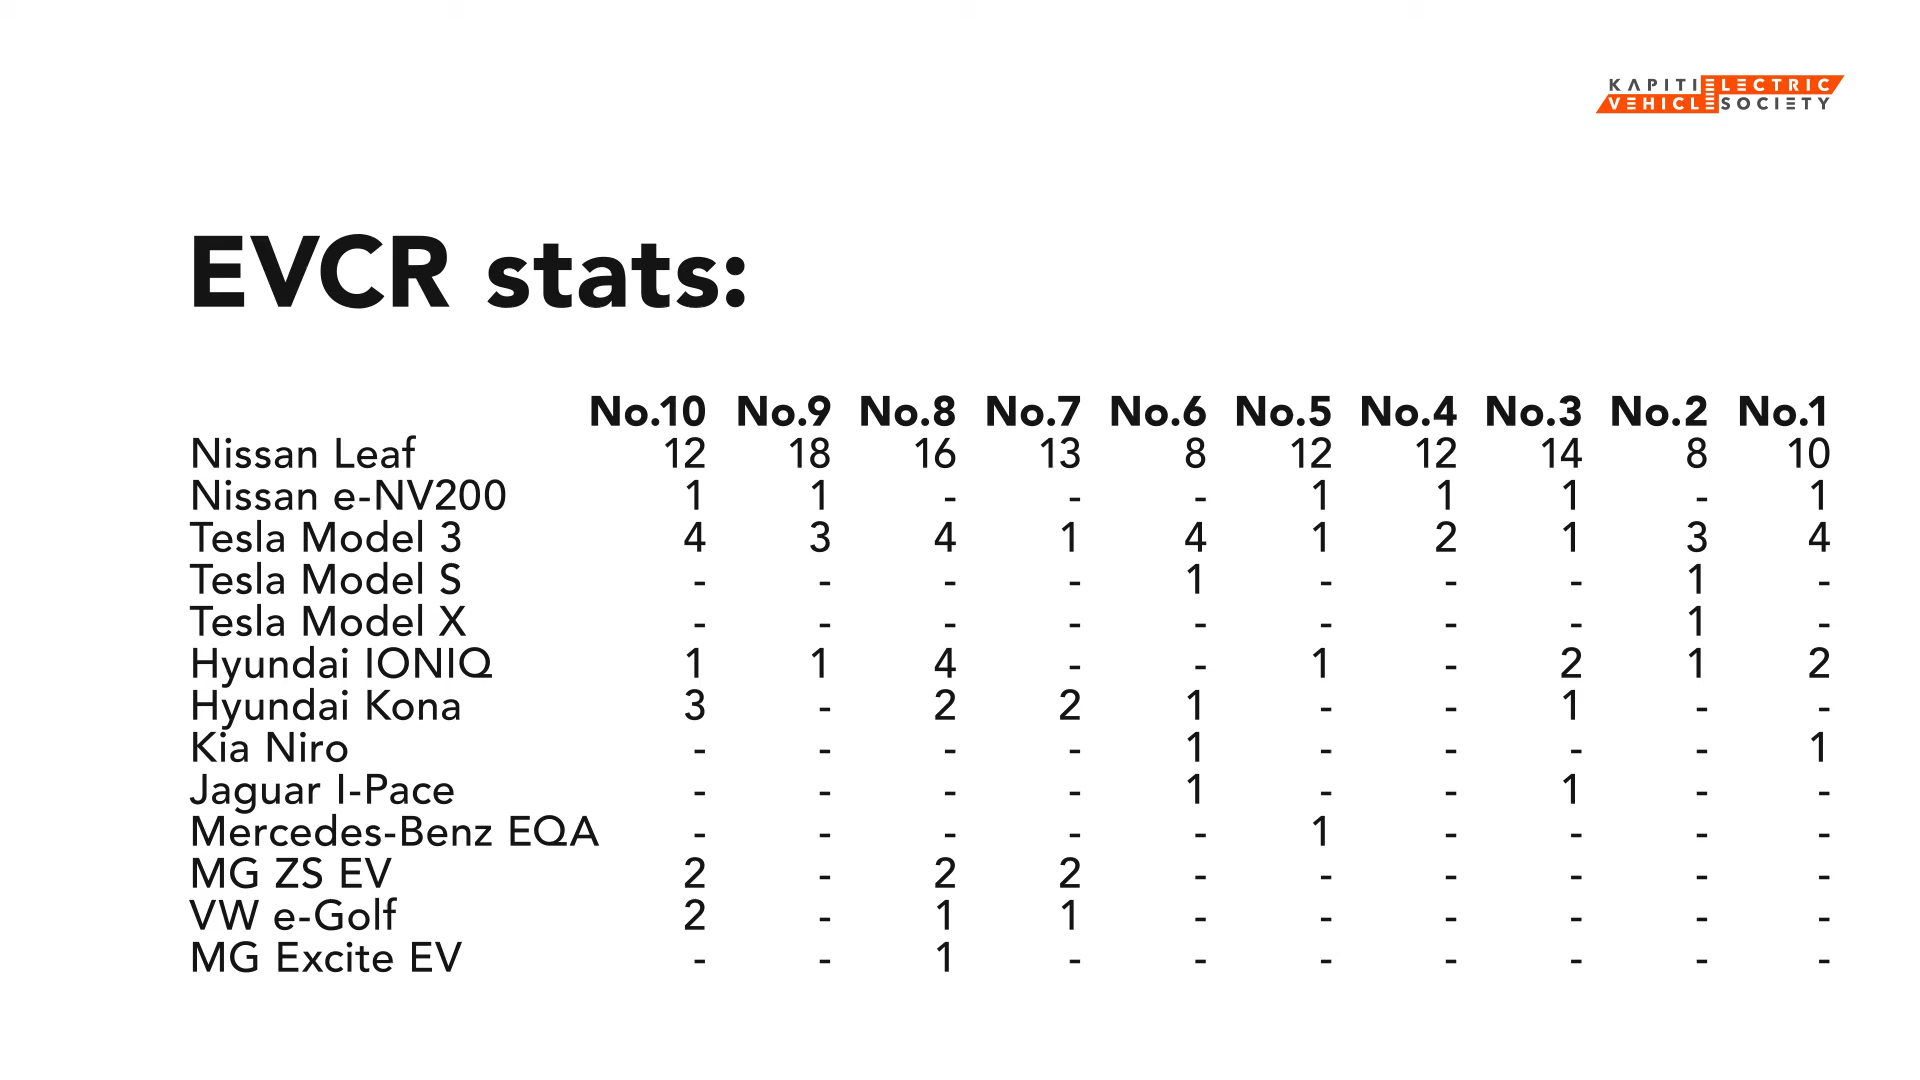 KAPITI ELECTRIC
VEHICLE SOCIETY
EVCR stats:
No.10 No.9 No.8 No.7 No.6 No.5 No.4 No.3 No.2 No.1
Nissan Leaf 12 18 16 13 8 12 12 14 8 10
Nissan e-NV200 1 1 - - - 1 1 1 - 1
Tesla Model 3 4 3 4 1 4 1 2 1 3 4
Tesla Model S - - - - 1 - - - 1 -
Tesla Model X - - - - - - - - 1 -
Hyundai IONIQ 1 1 4 - - 1 - 2 1 2
Hyundai Kona 3 - 2 2 1 - - 1 - -
Kia Niro - - - - 1 - - - - 1
Jaguar I-Pace - - - - 1 - - 1 - -
Mercedes-Benz EQA - - - - - 1 - - - -
MG ZS EV 2 - 2 2 - - - - - -
VW e-Golf 2 - 1 1 - - - - - -
MG Excite EV - - 1 - - - - - - -